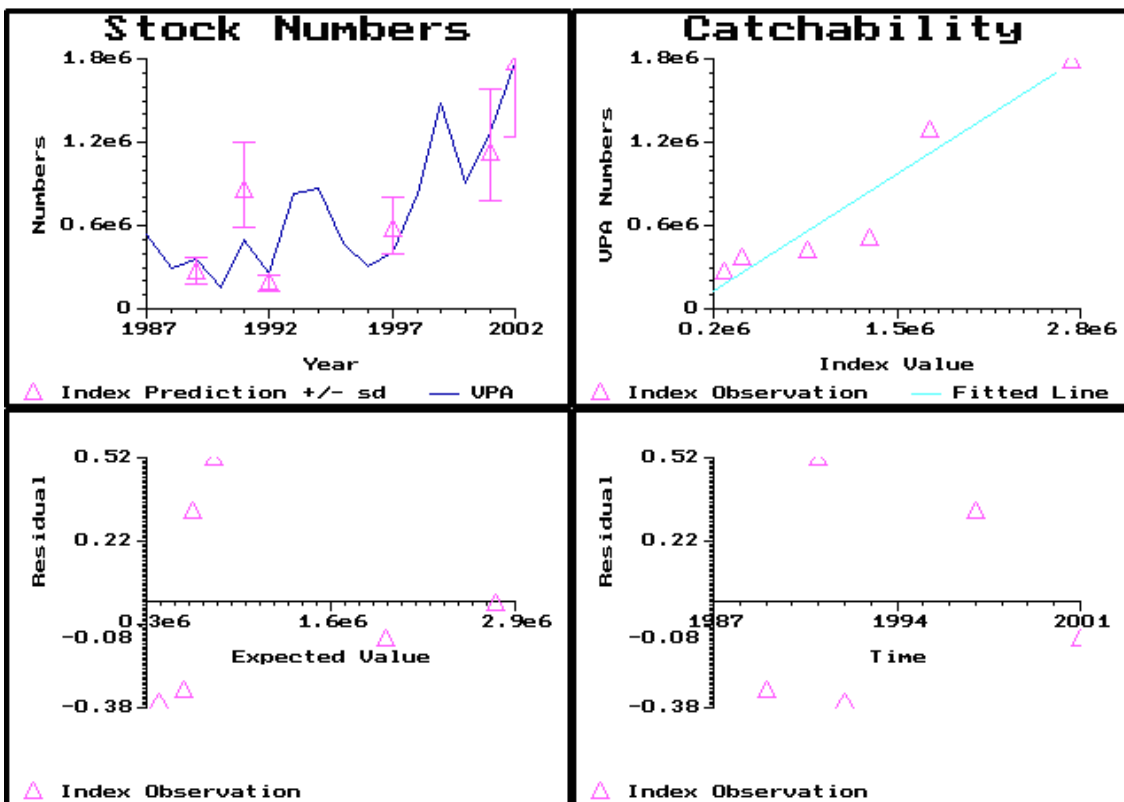 Stock Numbers
1.8e6
1.2e6
0.6e6
0
Numbers
1987 1992 1997 2002
Year
Index Prediction +/- sd VPA
Catchability
1.8e6
1.2e6
0.6e6
0
VPA Numbers
0.2e6 1.5e6 2.8e6
Index Value
Index Observation Fitted Line
0.52
0.22
-0.08
-0.38
Residual
0.3e6 1.6e6 2.9e6
Expected Value
Index Observation
0.52
0.22
-0.08
-0.38
Residual
1987 1994 2001
Time
Index Observation